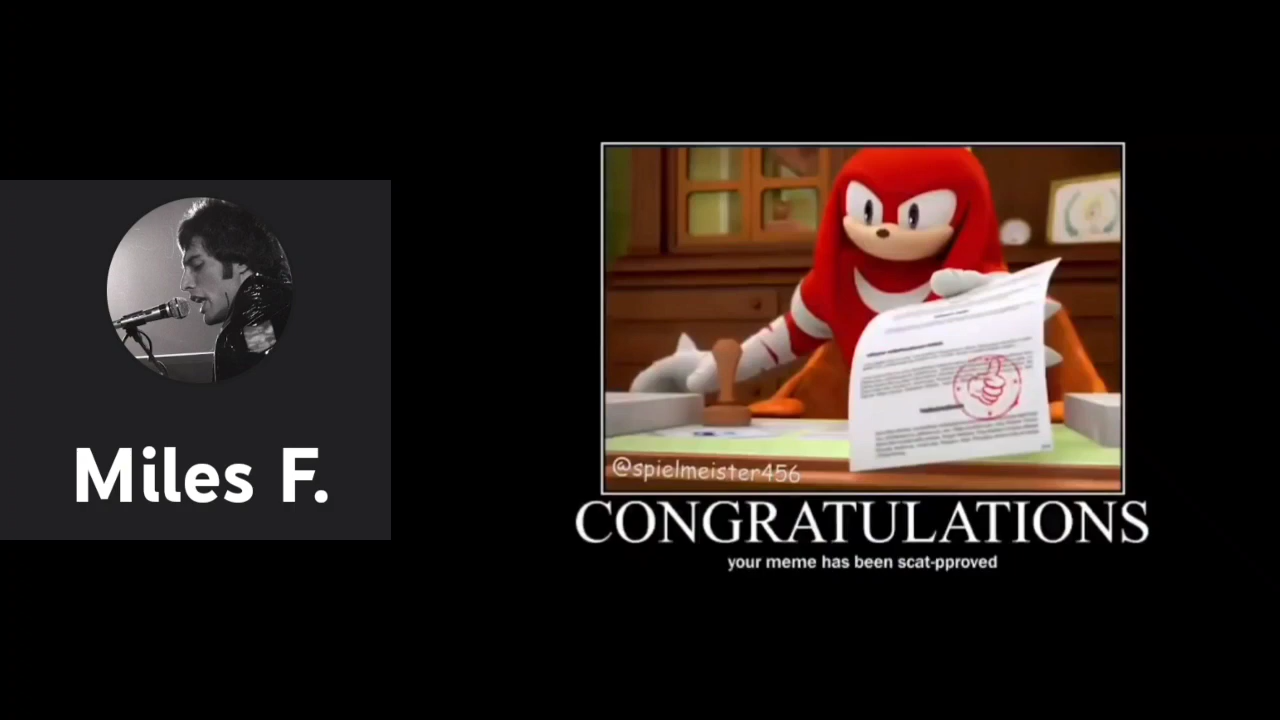 Miles F.
@spielmeister456
CONGRATULATIONS
your meme has been scat-pproved